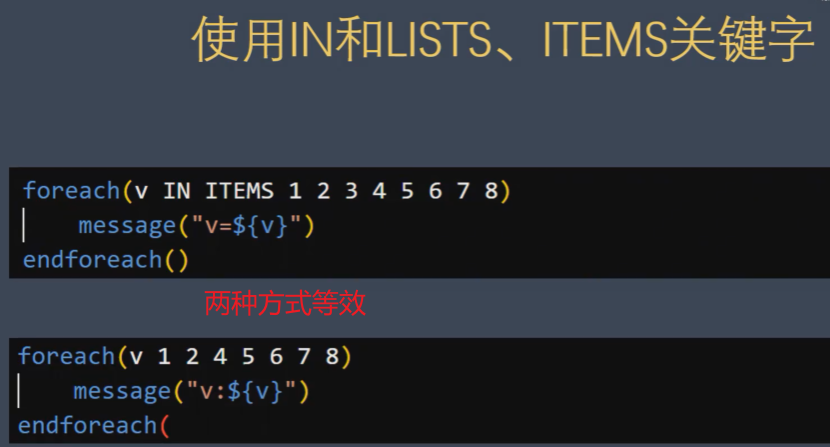 使用IN和LISTS、ITEMS关键字
foreach(v IN ITEMS 1 2 3 4 5 6 7 8)
message("v=${v}")
endforeach()
两种方式等效
foreach(v 1 2 4 5 6 7 8)
message("v:${v}")
endforeach(